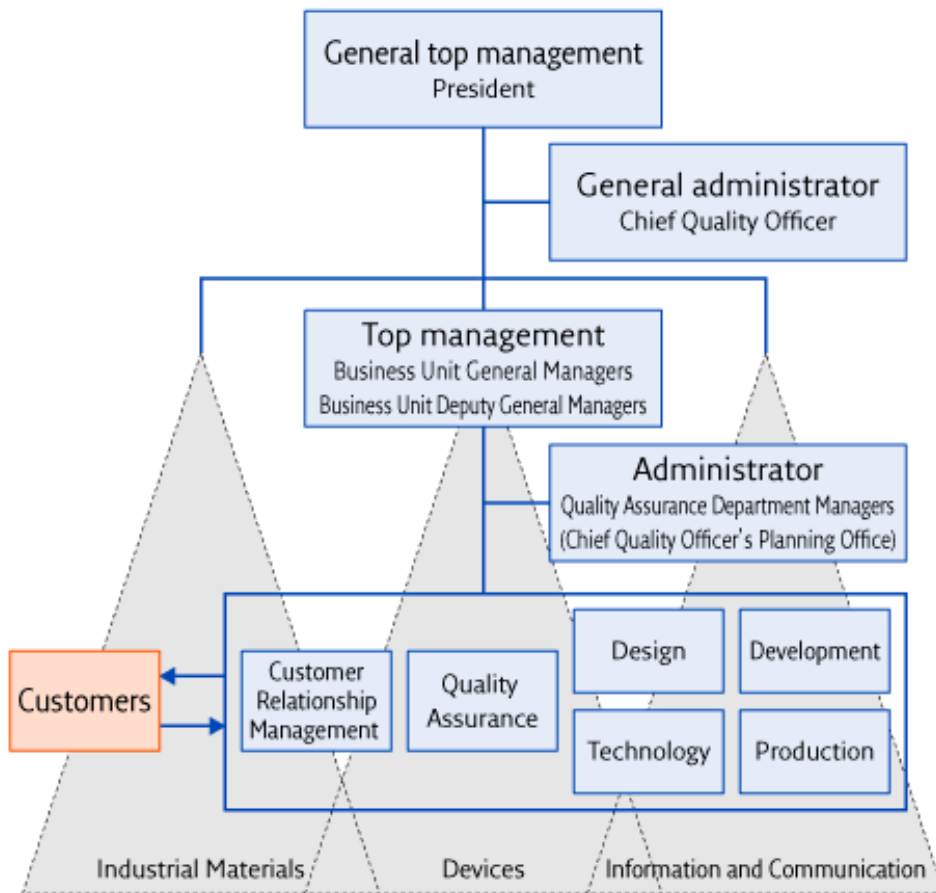 General top management
President
General administrator
Chief Quality Officer
Top management
Business Unit General Managers
Business Unit Deputy General Managers
Administrator
Quality Assurance Department Managers
(Chief Quality Officer's Planning Office)
Customers
Customer
Relationship
Management
Quality
Assurance
Design
Development
Technology
Production
Industrial Materials
Devices
Information and Communication